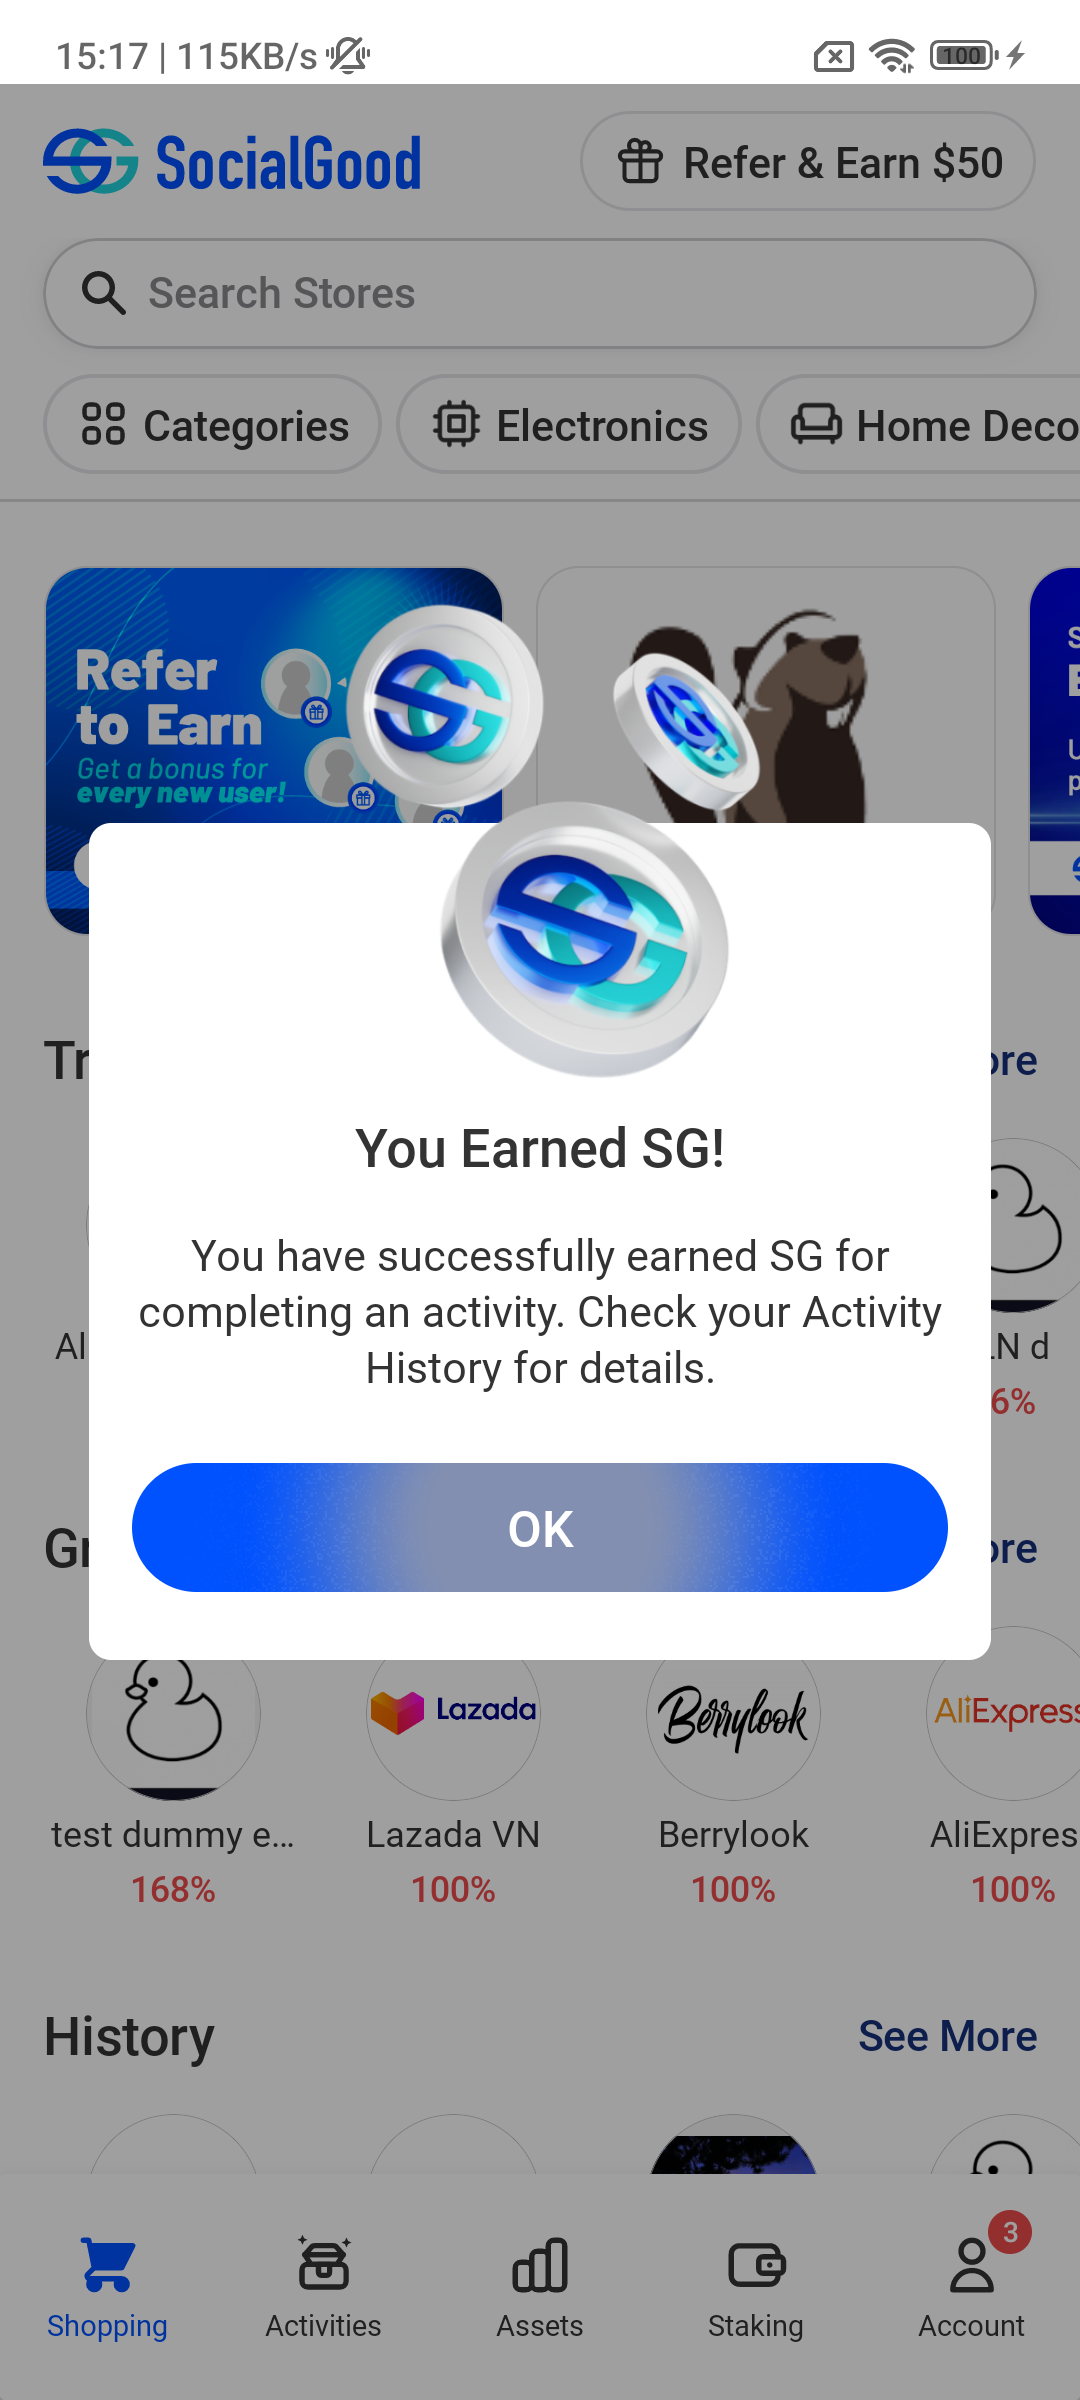 15:17 | 115KB/s
100
SocialGood
Refer & Earn $50
Search Stores
Categories
Electronics
Home Deco
Refer
to Earn
Get a bonus for
every new user!
Tr
ore
You Earned SG!
You have successfully earned SG for
completing an activity. Check your Activity
History for details.
Al
LN d
6%
OK
Gr
ore
Lazada
Berrylook
AliExpress
test dummy e...
Lazada VN
Berrylook
AliExpres
168%
100%
100%
100%
History
See More
3
Shopping
Activities
Assets
Staking
Account